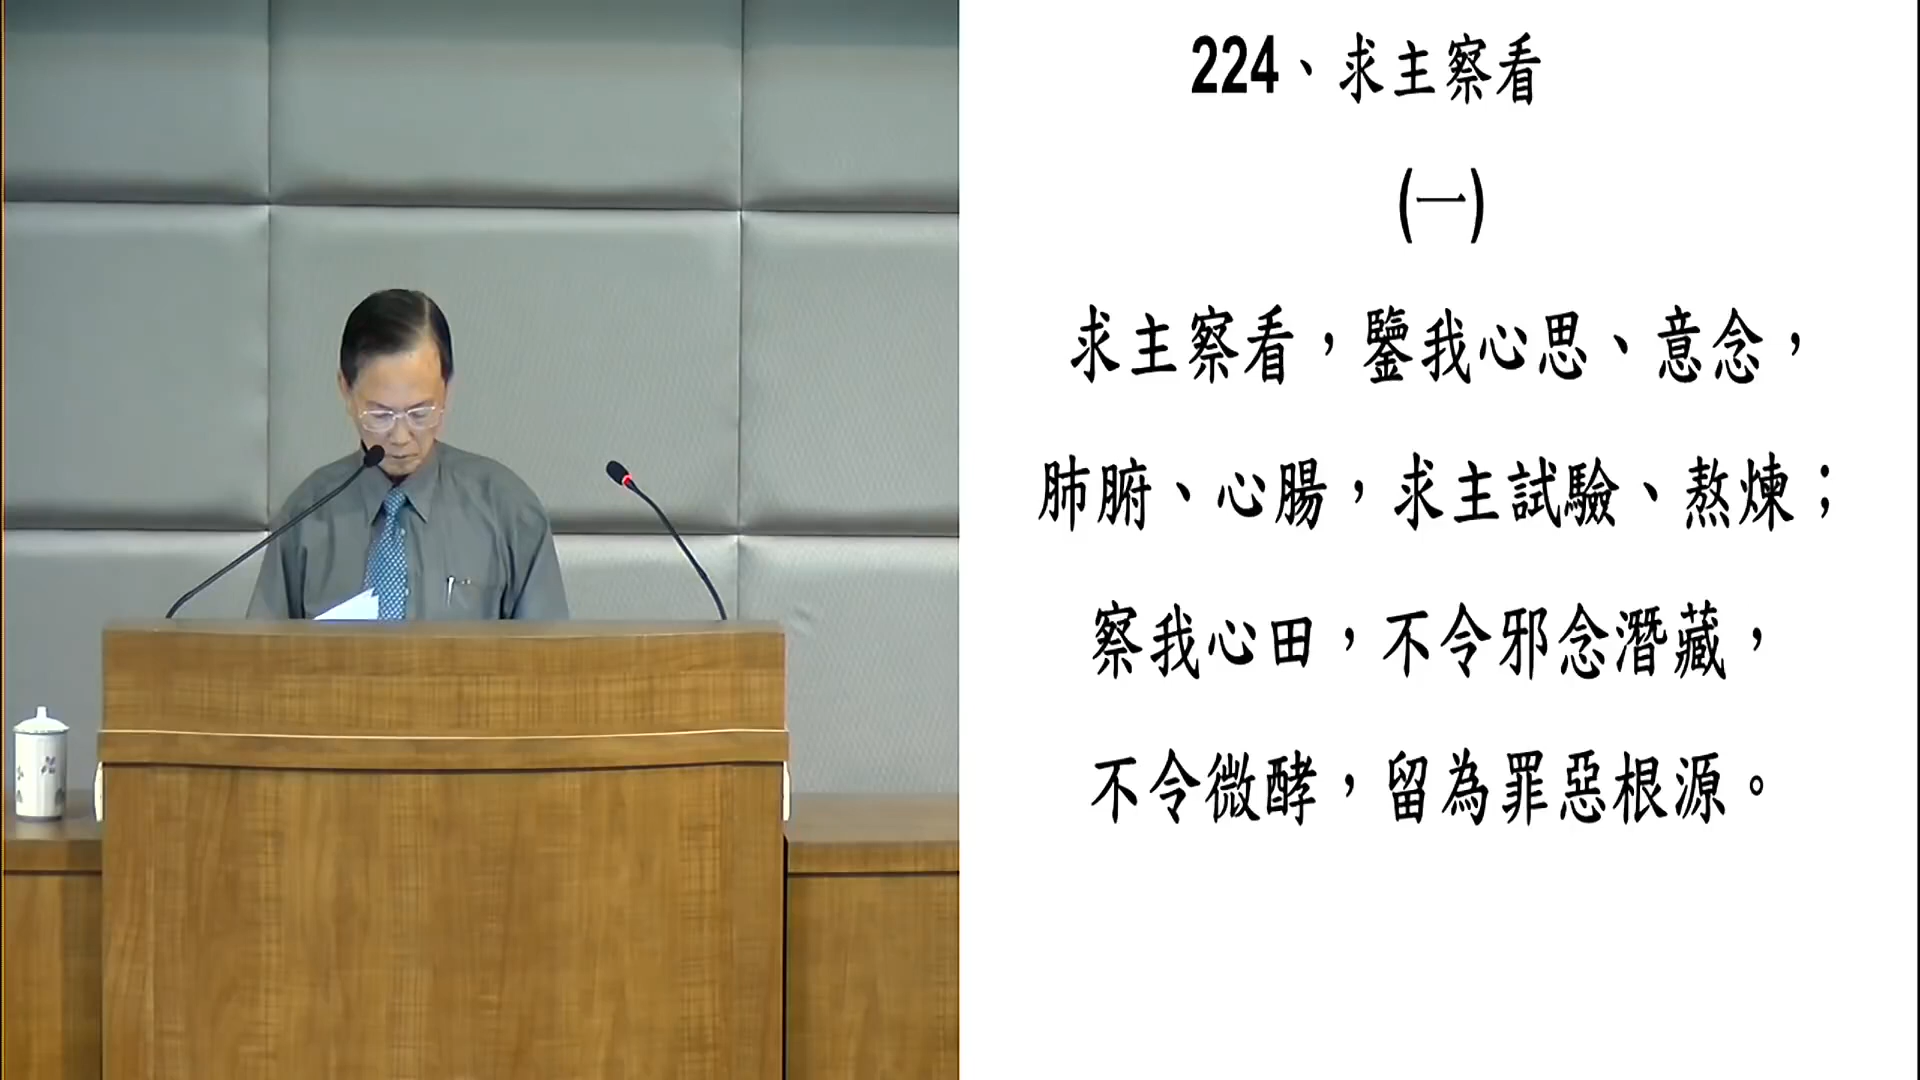 224、求主察看
(一)
求主察看，鑒我心思、意念，
肺腑、心腸，求主試驗、熬煉；
察我心田，不令邪念潛藏，
不令微酵，留為罪惡根源。